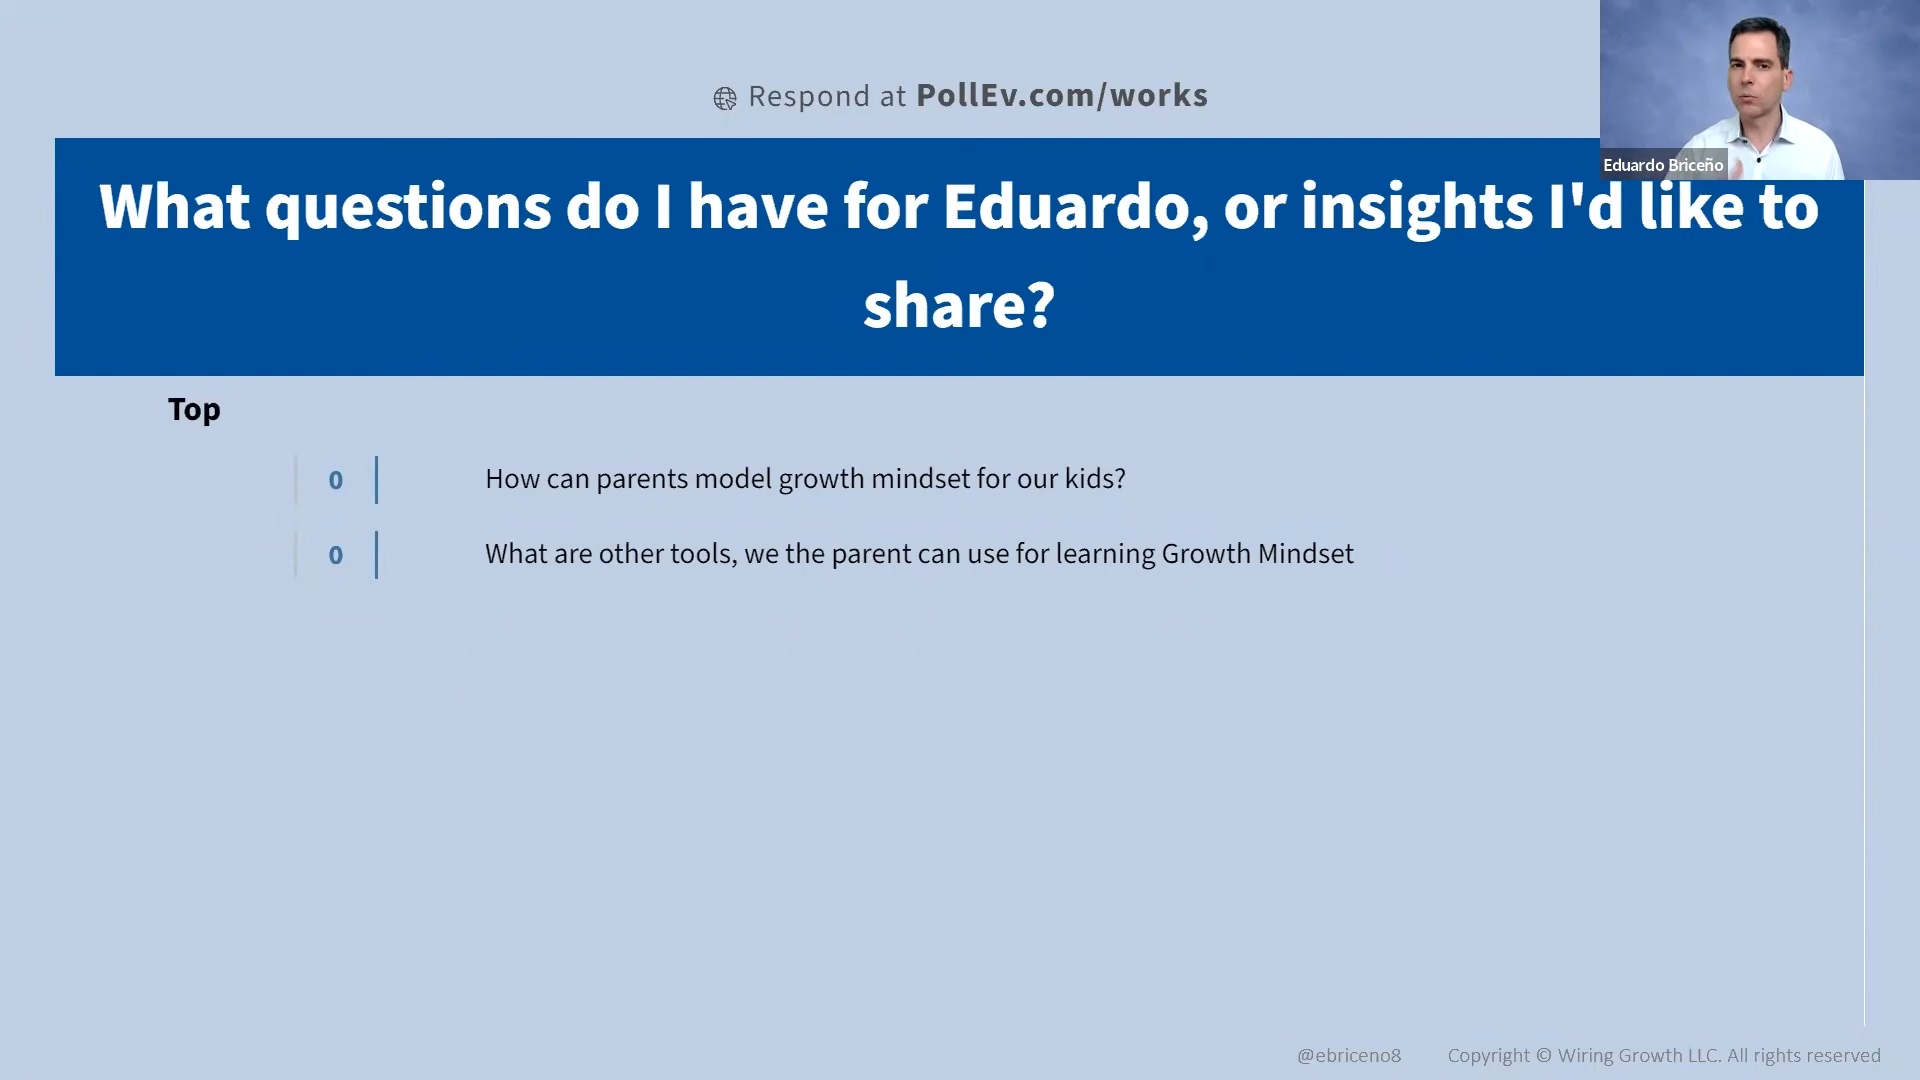 Respond at PollEv.com/works
Eduardo Briceño
What questions do I have for Eduardo, or insights I'd like to
share?
Top
0 How can parents model growth mindset for our kids?
0 What are other tools, we the parent can use for learning Growth Mindset
@ebriceno8 Copyright © Wiring Growth LLC. All rights reserved